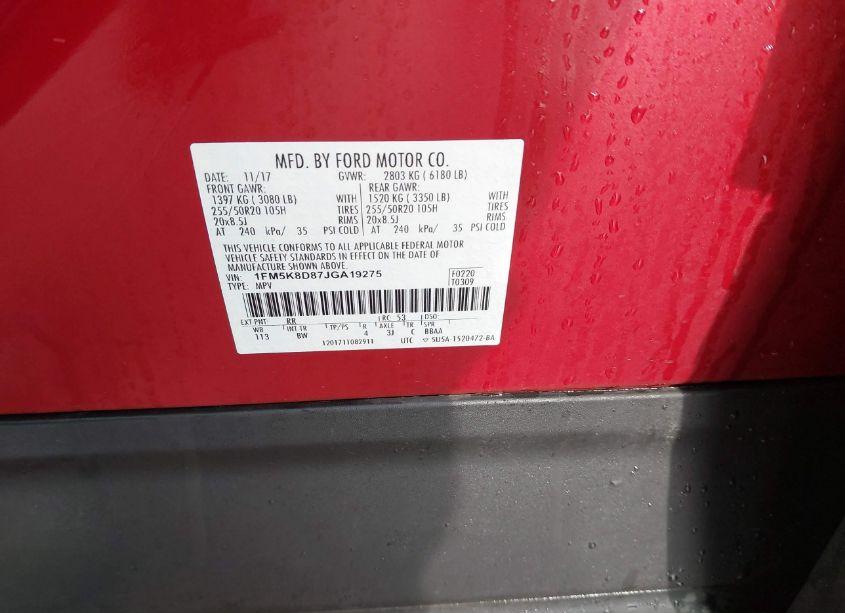 MFD. BY FORD MOTOR CO.
DATE: 11/17 GVWR: 2803 KG ( 6180 LB)
FRONT GAWR: REAR GAWR:
1397 KG ( 3080 LB) WITH 1520 KG ( 3350 LB) WITH
255/50R20 105H TIRES 255/50R20 105H TIRES
20x8.5J RIMS 20x8.5J RIMS
AT 240 kPa/ 35 PSI COLD AT 240 kPa/ 35 PSI COLD
THIS VEHICLE CONFORMS TO ALL APPLICABLE FEDERAL MOTOR
VEHICLE SAFETY STANDARDS IN EFFECT ON THE DATE OF
MANUFACTURE SHOWN ABOVE.
VIN: 1FM5K8D87JGA19275 F0220
TYPE: MPV T0309
EXT PNT: RR RC: 53 DSO:
WB INT TR TP/PS R AXLE TR SPR
113 BW 4 3J C BBAA
1201711082911 UTC SU5A-1520472-BA